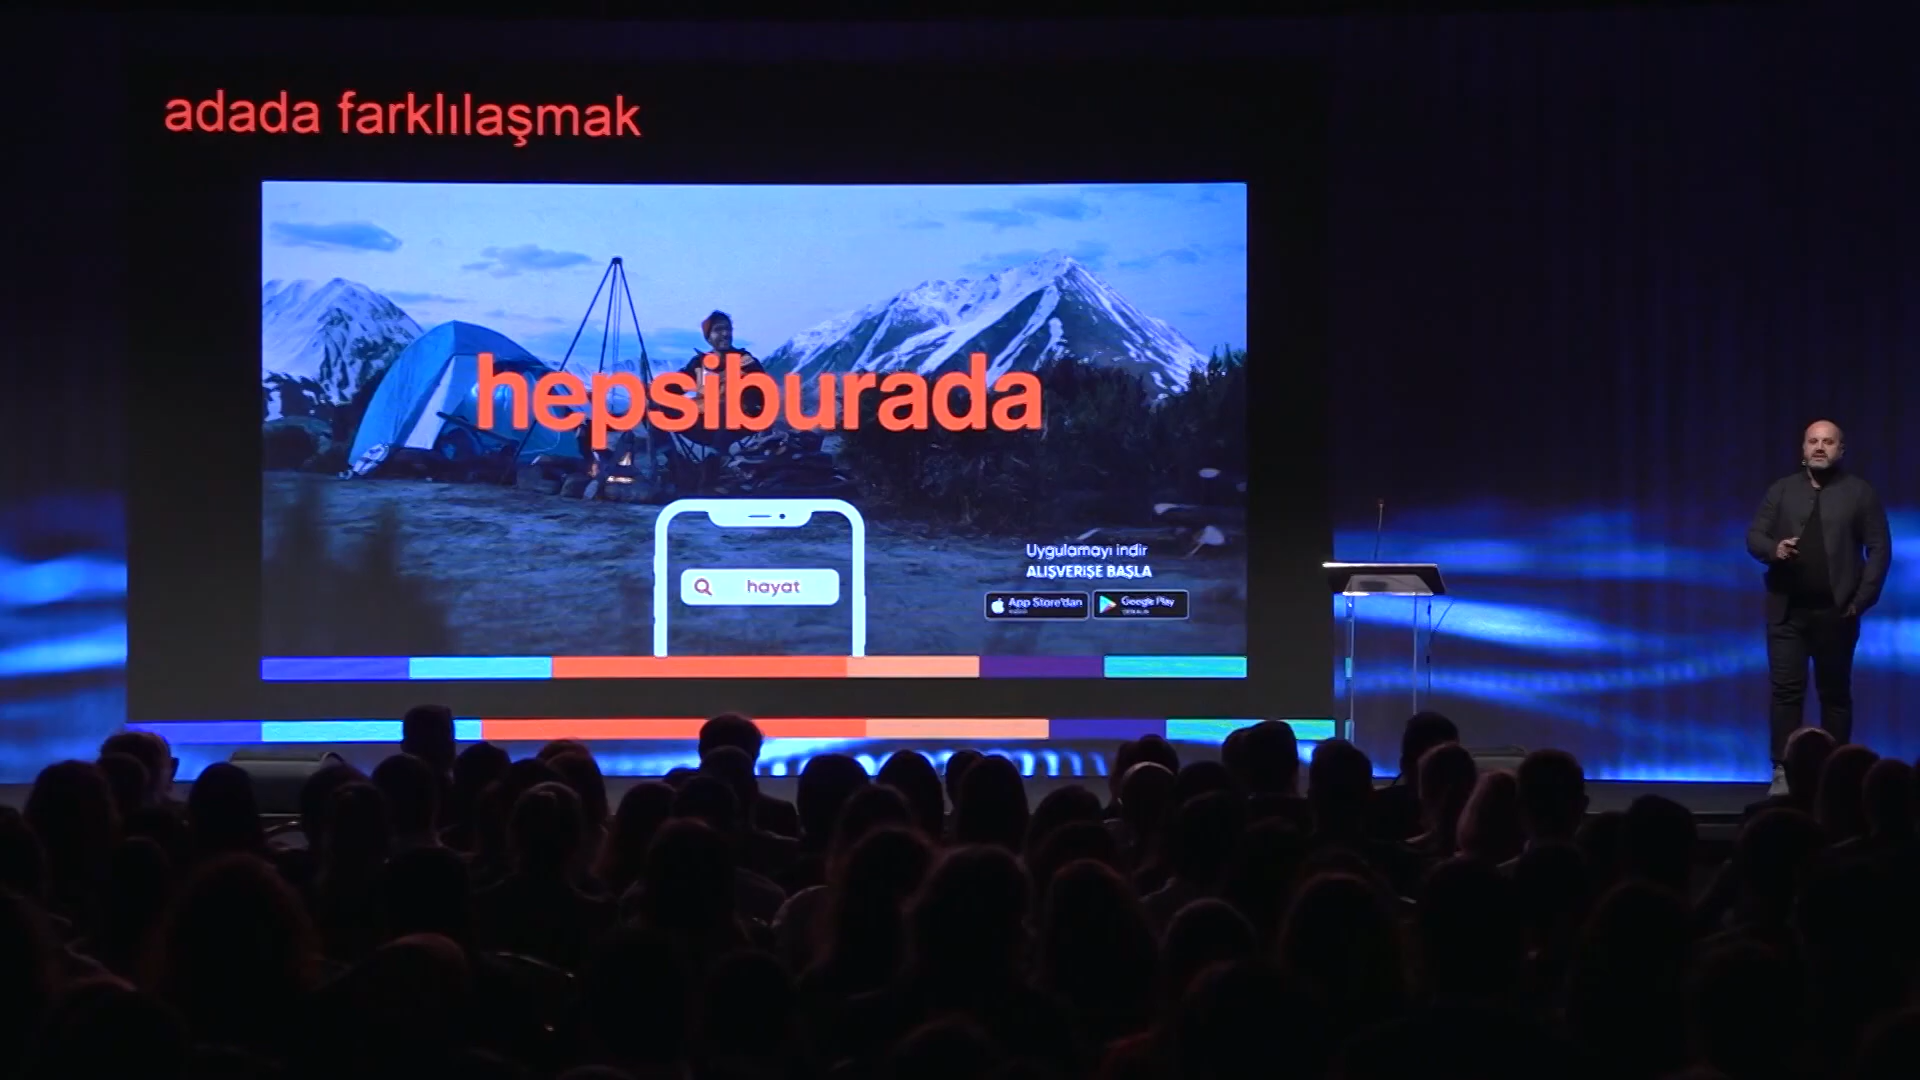 adada farklılaşmak
hepsiburada
hayat
Uygulamayı indir
ALIŞVERİŞE BAŞLA
App Store'dan
Google Play